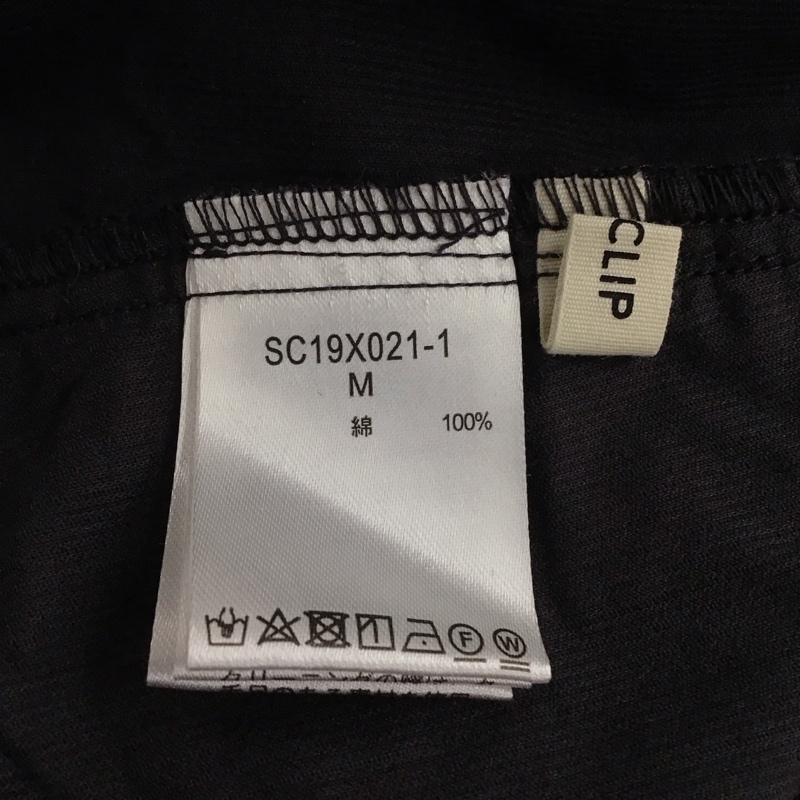 SC19X021-1
M
綿 100%
F W
CLIP